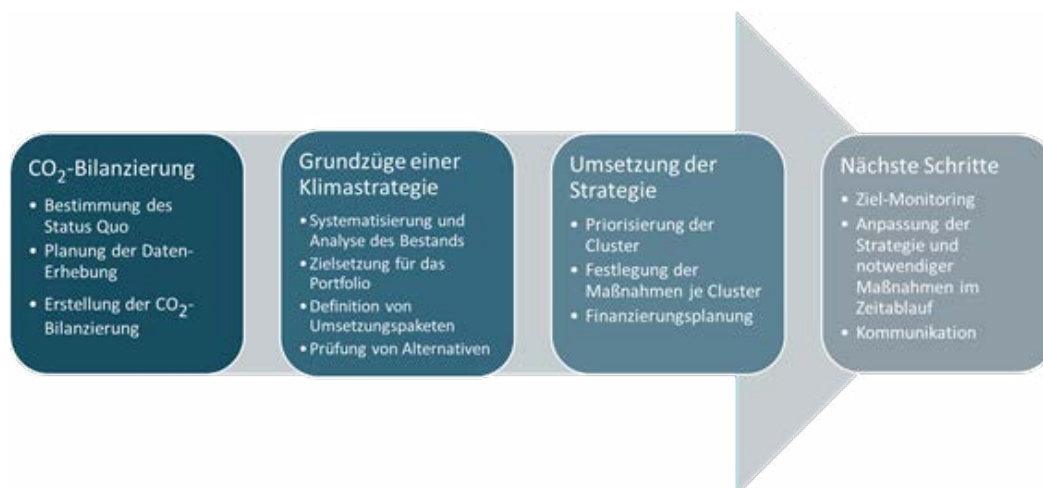 CO₂-Bilanzierung
• Bestimmung des
Status Quo
• Planung der Daten-
Erhebung
• Erstellung der CO₂-
Bilanzierung
Grundzüge einer
Klimastrategie
• Systematisierung und
Analyse des Bestands
• Zielsetzung für das
Portfolio
• Definition von
Umsetzungspaketen
• Prüfung von Alternativen
Umsetzung der
Strategie
• Priorisierung der
Cluster
• Festlegung der
Maßnahmen je Cluster
• Finanzierungsplanung
Nächste Schritte
• Ziel-Monitoring
• Anpassung der
Strategie und
notwendiger
Maßnahmen im
Zeitablauf
• Kommunikation